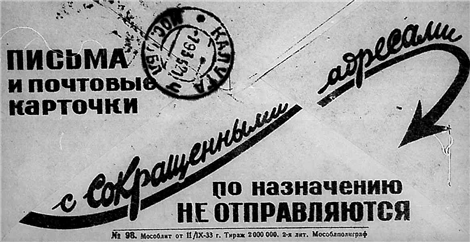 ПИСЬМА
И ПОЧТОВЫЕ
КАРТОЧКИ
с СОКРАЩЕННЫМИ
адресами
по назначению
НЕ ОТПРАВЛЯЮТСЯ
КАЛУГА
№ 98. Мособлит от 11/IX-33 г. Тираж 2 000 000. 2-я лит. Мособлполиграф